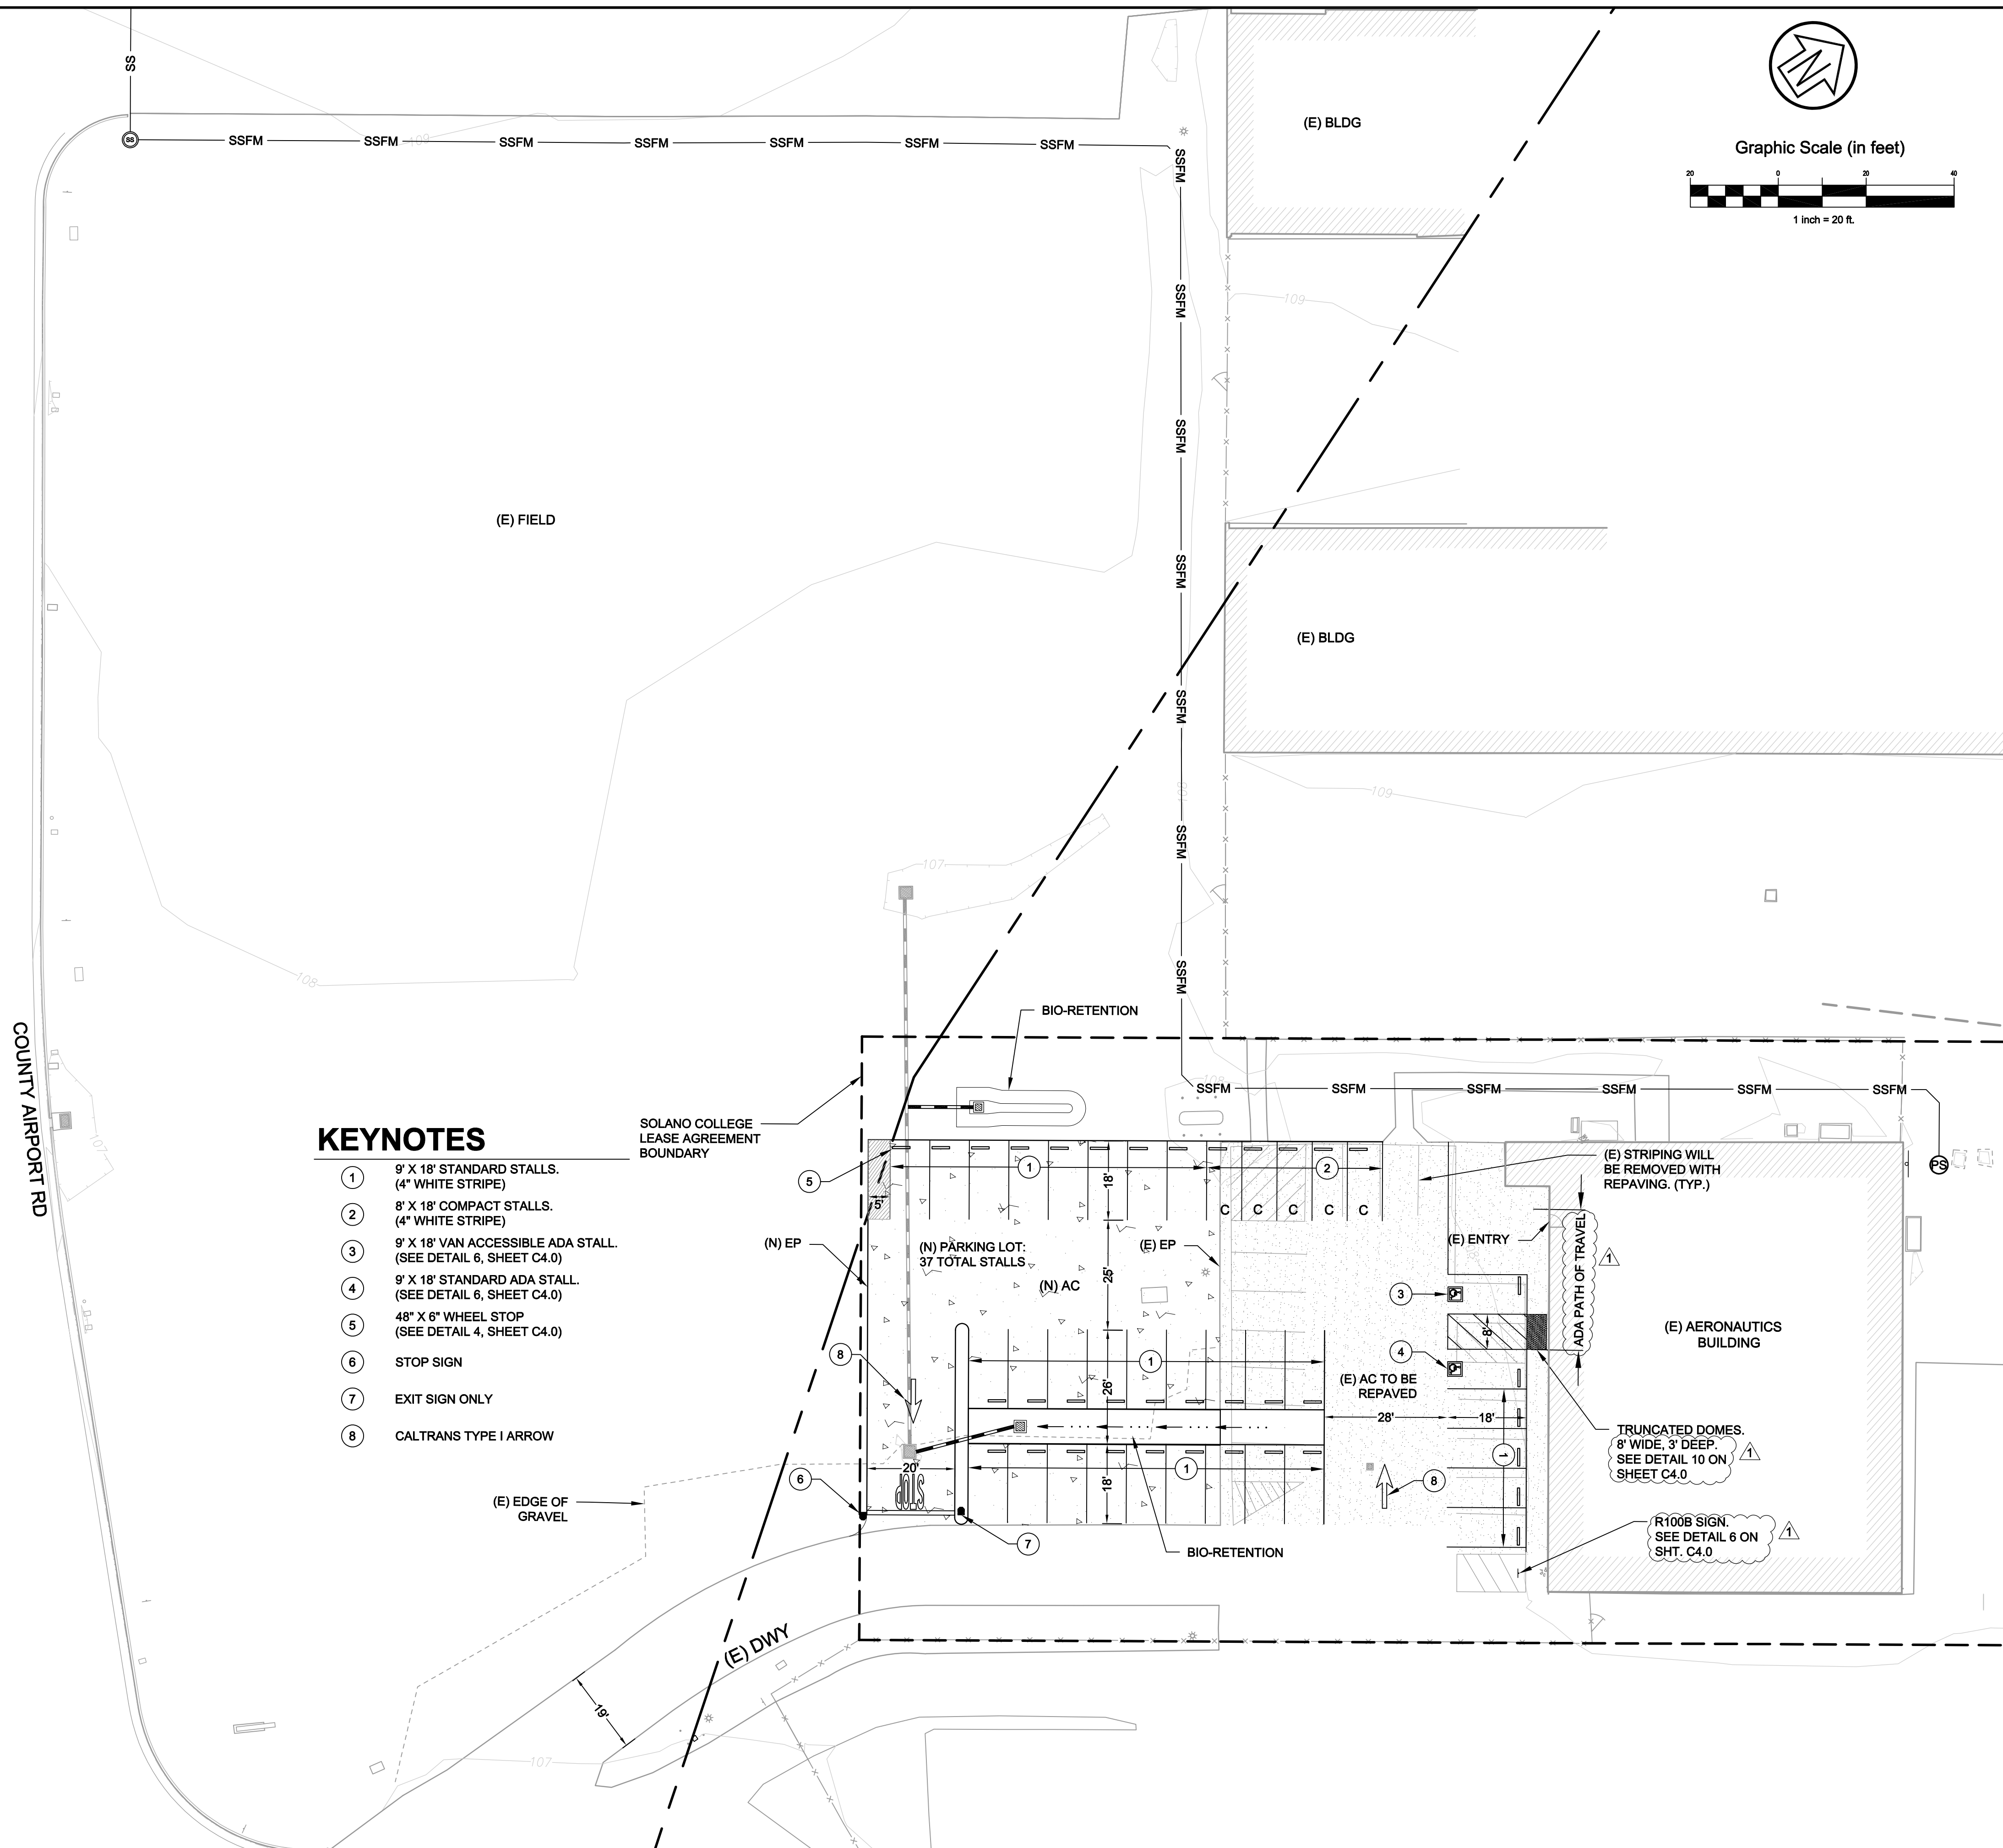 SS
SS
SSFM
SSFM
SSFM
SSFM
SSFM
SSFM
SSFM
109
(E) BLDG
N
Graphic Scale (in feet)
20
0
20
40
1 inch = 20 ft.
SSFM
SSFM
SSFM
SSFM
SSFM
SSFM
SSFM
109
(E) FIELD
(E) BLDG
109
108
107
108
COUNTY AIRPORT RD
107
BIO-RETENTION
SSFM
SSFM
SSFM
SSFM
SSFM
SSFM
108
PS
KEYNOTES
1
9' X 18' STANDARD STALLS.
(4" WHITE STRIPE)
2
8' X 18' COMPACT STALLS.
(4" WHITE STRIPE)
3
9' X 18' VAN ACCESSIBLE ADA STALL.
(SEE DETAIL 6, SHEET C4.0)
4
9' X 18' STANDARD ADA STALL.
(SEE DETAIL 6, SHEET C4.0)
5
48" X 6" WHEEL STOP
(SEE DETAIL 4, SHEET C4.0)
6
STOP SIGN
7
EXIT SIGN ONLY
8
CALTRANS TYPE I ARROW
SOLANO COLLEGE
LEASE AGREEMENT
BOUNDARY
5
5'
1
18'
2
C C C C C
(E) STRIPING WILL
BE REMOVED WITH
REPAVING. (TYP.)
(N) EP
(N) PARKING LOT:
37 TOTAL STALLS
(N) AC
25'
(E) EP
(E) ENTRY
ADA PATH OF TRAVEL
1
3
8'
4
(E) AERONAUTICS
BUILDING
8
1
26'
(E) AC TO BE
REPAVED
28'
18'
1
TRUNCATED DOMES.
8' WIDE, 3' DEEP.
SEE DETAIL 10 ON
SHEET C4.0
1
6
20'
STOP
1
18'
8
7
BIO-RETENTION
(E) EDGE OF
GRAVEL
R100B SIGN.
SEE DETAIL 6 ON
SHT. C4.0
1
(E) DWY
19'
107